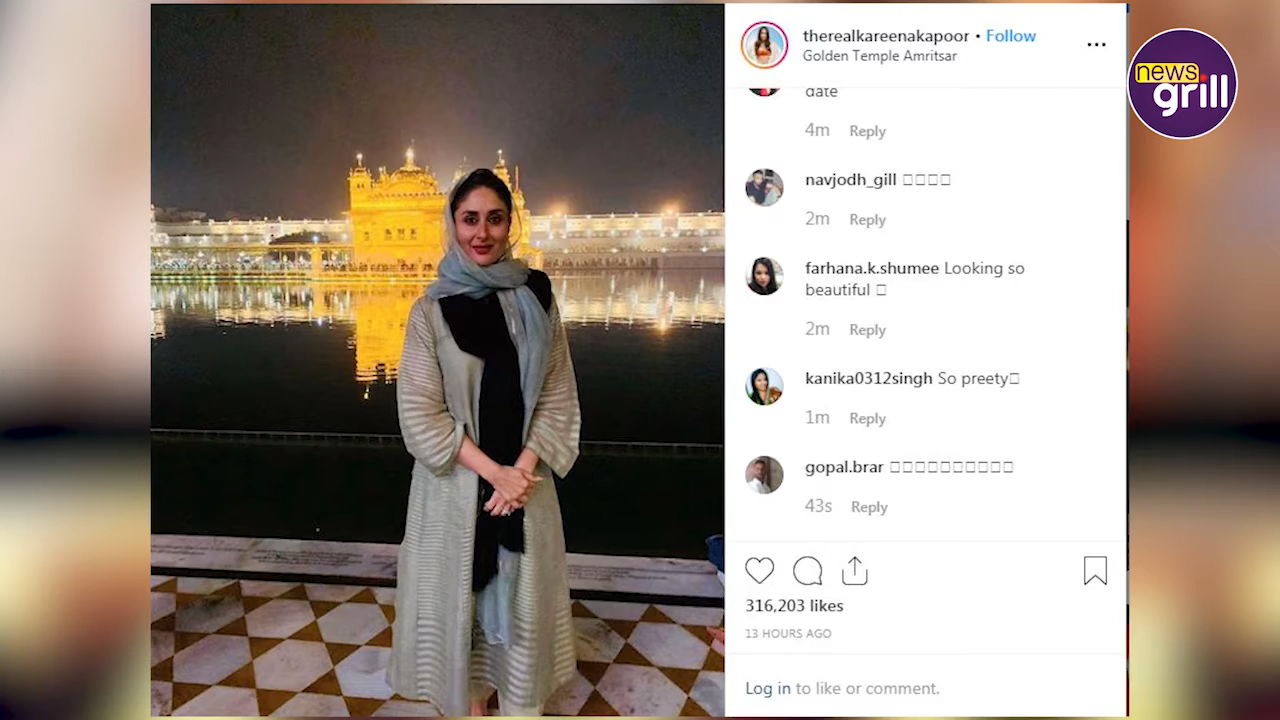 therealkareenakapoor • Follow
Golden Temple Amritsar
news
grill
date
4m Reply
navjodh_gill
2m Reply
farhana.k.shumee Looking so
beautiful
2m Reply
kanika0312singh So preety
1m Reply
gopal.brar
43s Reply
316,203 likes
13 HOURS AGO
Log in to like or comment.